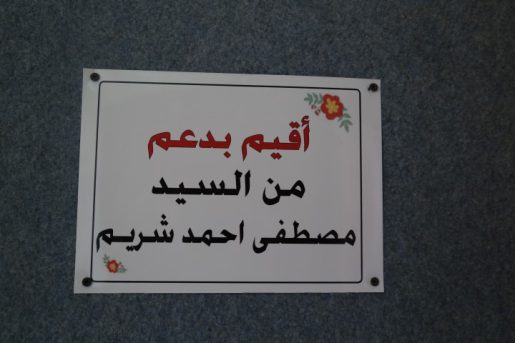 أقيم بدعم
من السيد
مصطفى احمد شريم